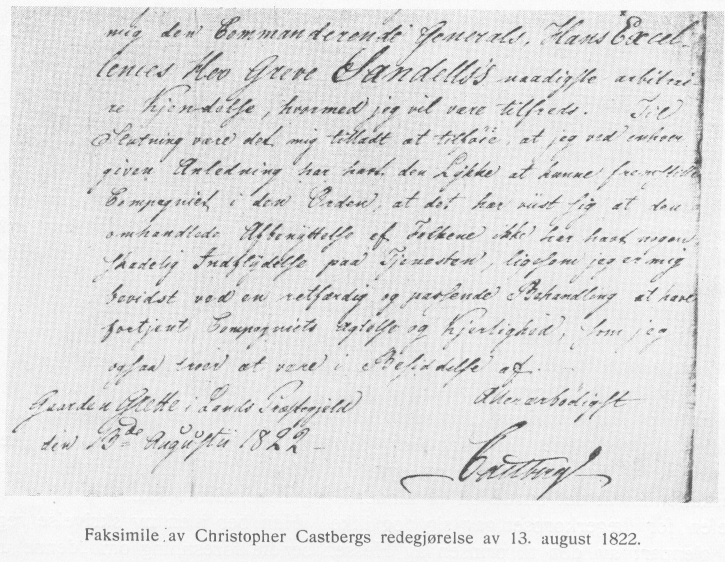 mig den Commanderende Generals, Hans Excel-
lences Herr Greve Sandells's naadigste arbitrai-
re Kjendelse, hvormed jeg vil være tilfreds. Til
Slutning være det mig tilladt at tilföie, at jeg ved enhver
given Anledning har havt den Lykke at kunne fremstille
Compagniet i den Orden, at det har viist sig at den
omhandlede Afbenyttelse af Folkene ikke har havt nogen
skadelig Indflydelse paa Tjenesten, ligesom jeg er mig
bevidst ved en retfærdig og passende Behandling at have
fortjent Compagniets Agtelse og Kjerlighed, som jeg
ogsaa troer at være i Besiddelse af.
Gaarden Grette i Lands Præstegjeld
Ærerbødigst
den 13de Augustii 1822
Castberg
Faksimile av Christopher Castbergs redegjørelse av 13. august 1822.